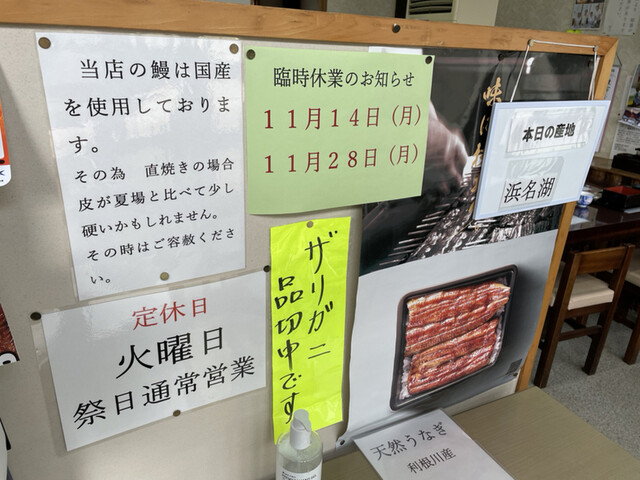 当店の鰻は国産
を使用しておりま
す。
その為　直焼きの場合
皮が夏場と比べて少し
硬いかもしれません。
その時はご容赦くださ
い。
臨時休業のお知らせ
１１月１４日（月）
１１月２８日（月）
本日の産地
浜名湖
定休日
火曜日
祭日通常営業
ザリガニ
品切中です
天然うなぎ
利根川産